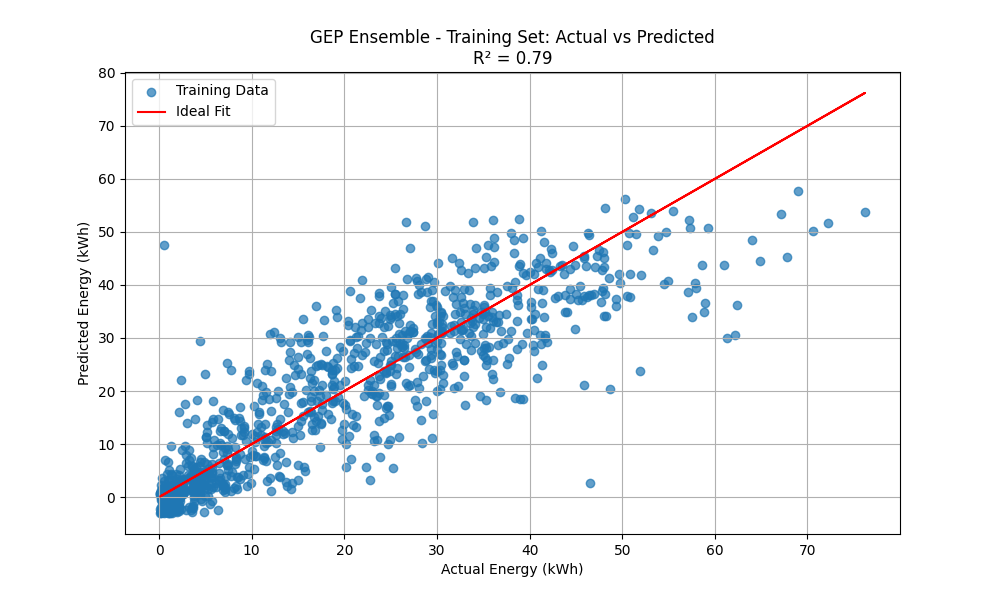 GEP Ensemble - Training Set: Actual vs Predicted
R² = 0.79
Training Data
Ideal Fit
Predicted Energy (kWh)
80
70
60
50
40
30
20
10
0
0 10 20 30 40 50 60 70
Actual Energy (kWh)